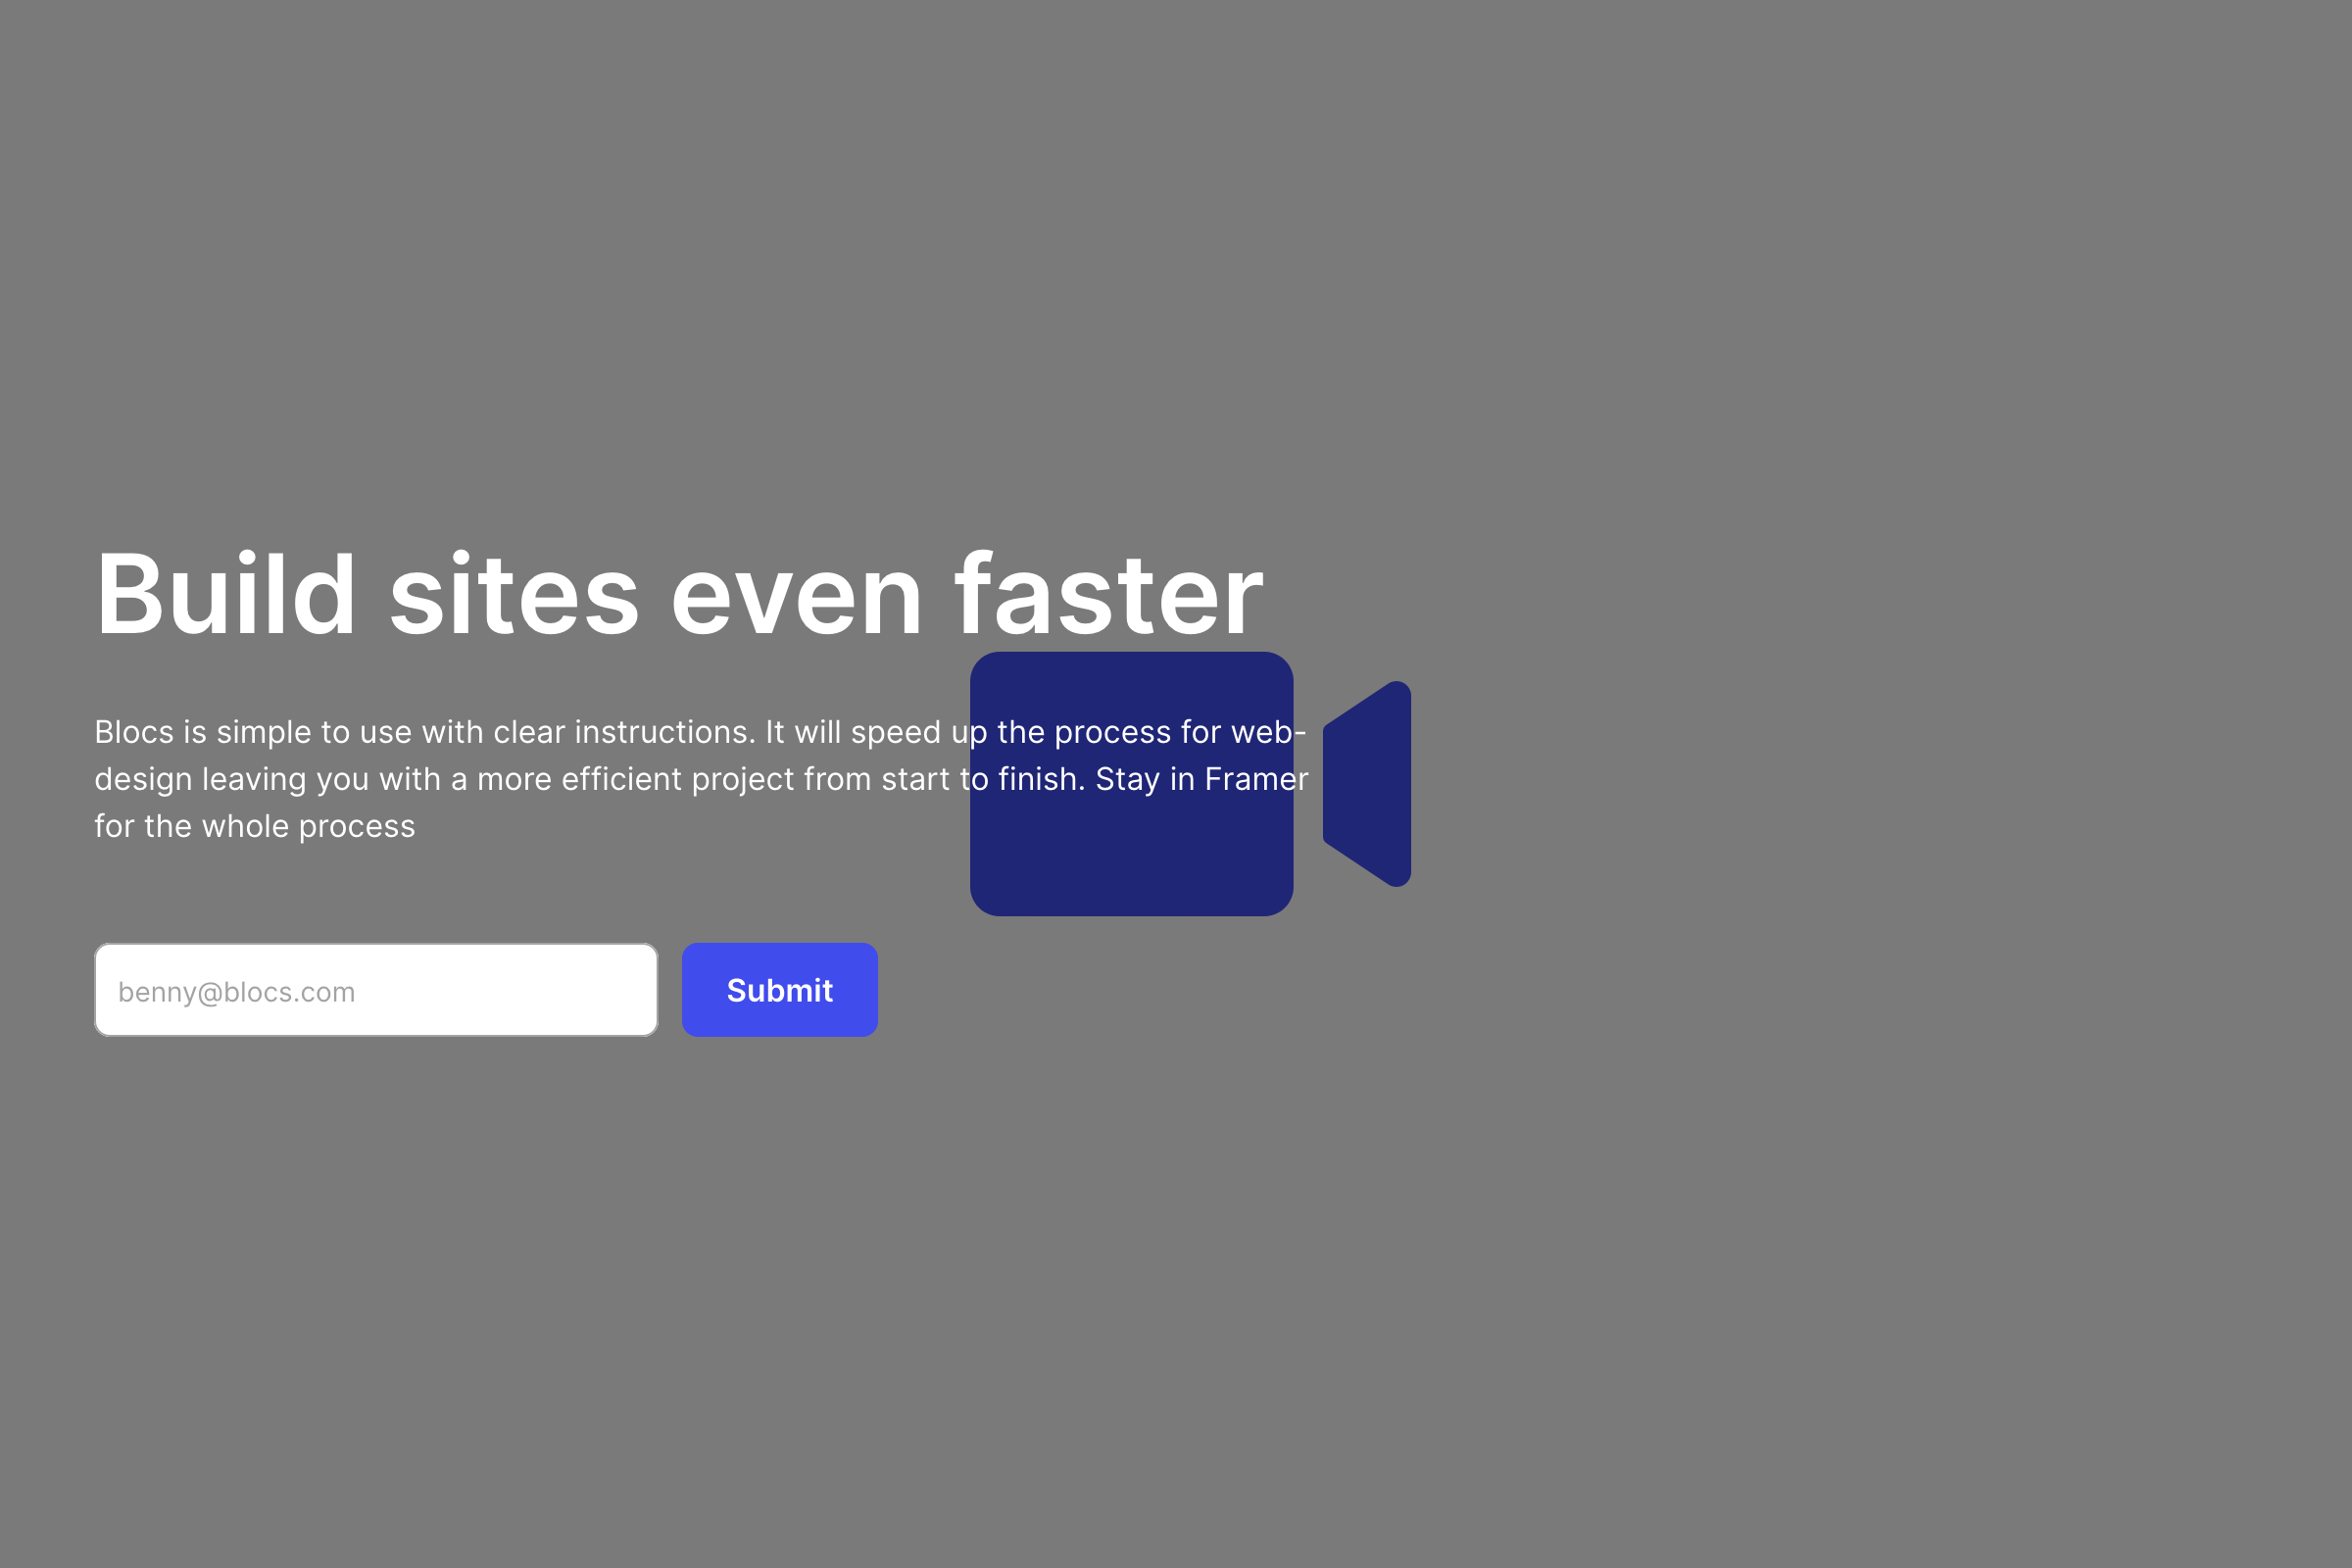 Build sites even faster
Blocs is simple to use with clear instructions. It will speed up the process for web-
design leaving you with a more efficient project from start to finish. Stay in Framer
for the whole process
benny@blocs.com
Submit